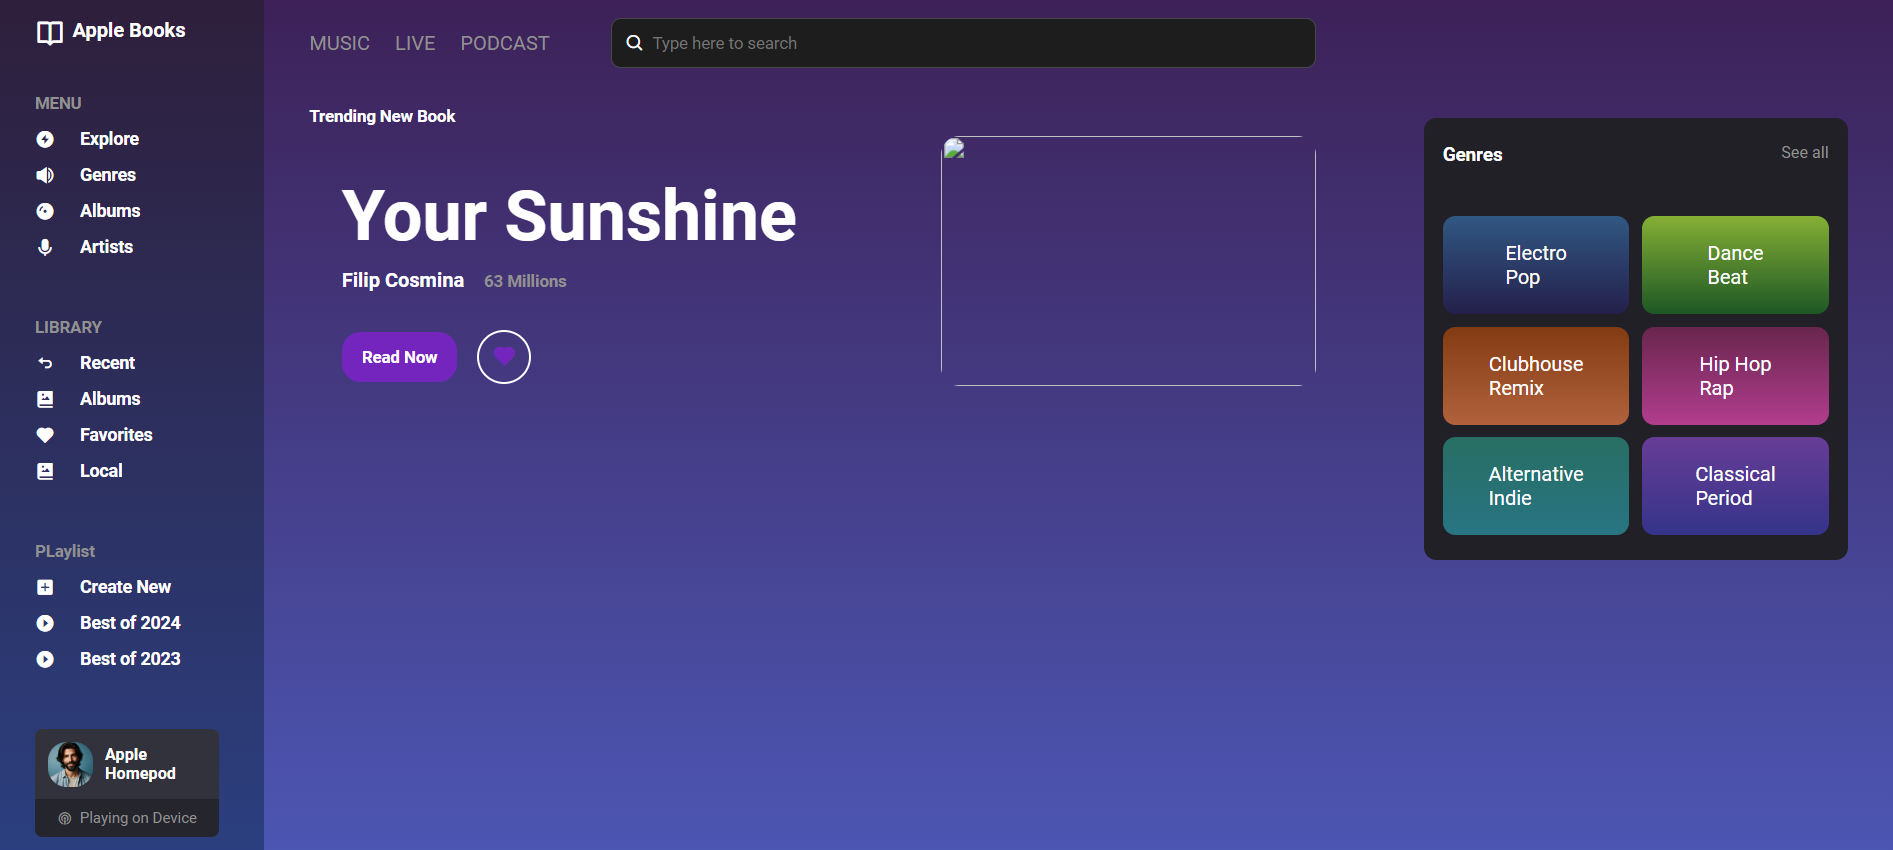 Apple Books
MENU
Explore
Genres
Albums
Artists
LIBRARY
Recent
Albums
Favorites
Local
PLaylist
Create New
Best of 2024
Best of 2023
Apple
Homepod
Playing on Device
MUSIC LIVE PODCAST
Type here to search
Trending New Book
Your Sunshine
Filip Cosmina 63 Millions
Read Now
Genres See all
Electro
Pop
Dance
Beat
Clubhouse
Remix
Hip Hop
Rap
Alternative
Indie
Classical
Period